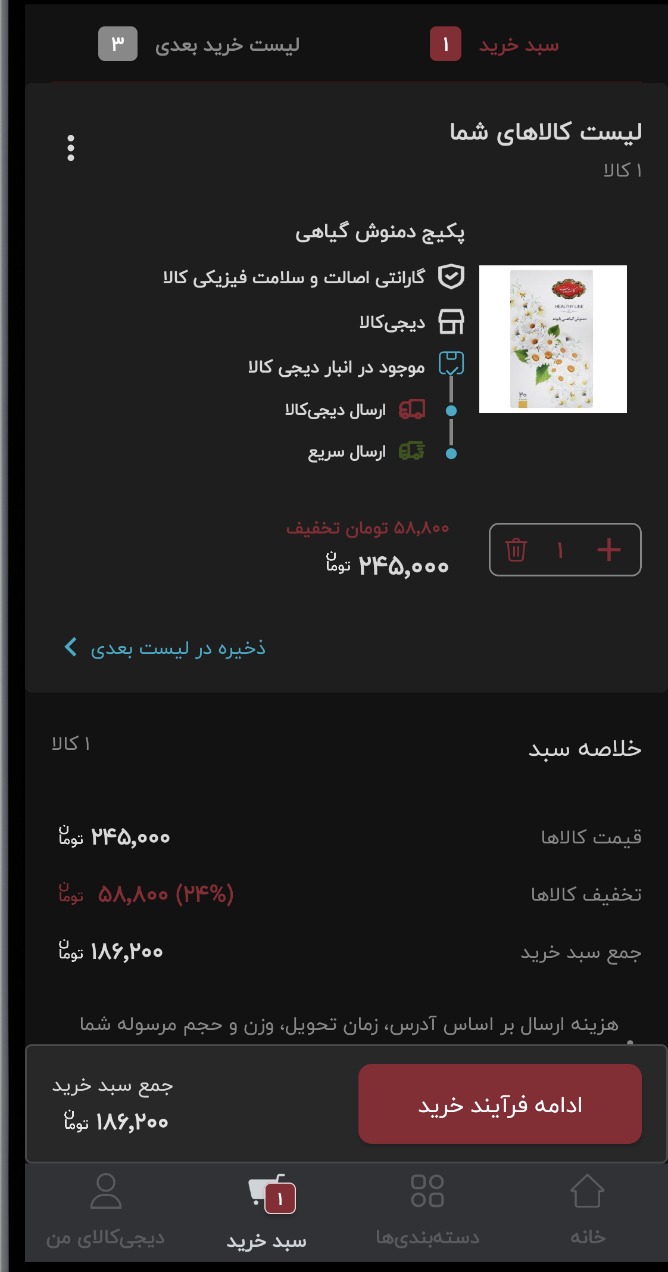 سبد خرید ۱
لیست خرید بعدی ۳
لیست کالاهای شما
۱ کالا
پکیج دمنوش گیاهی
گارانتی اصالت و سلامت فیزیکی کالا
دیجی‌کالا
موجود در انبار دیجی کالا
ارسال دیجی‌کالا
ارسال سریع
HEALTHY LINE
۲۰
۵۸,۸۰۰ تومان تخفیف
۱
۲۴۵,۰۰۰ تومان
ذخیره در لیست بعدی
خلاصه سبد
۱ کالا
قیمت کالاها ۲۴۵,۰۰۰ تومان
تخفیف کالاها (۲۴%) ۵۸,۸۰۰ تومان
جمع سبد خرید ۱۸۶,۲۰۰ تومان
هزینه ارسال بر اساس آدرس، زمان تحویل، وزن و حجم مرسوله شما
ادامه فرآیند خرید
جمع سبد خرید
۱۸۶,۲۰۰ تومان
خانه
دسته‌بندی‌ها
۱
سبد خرید
دیجی‌کالای من